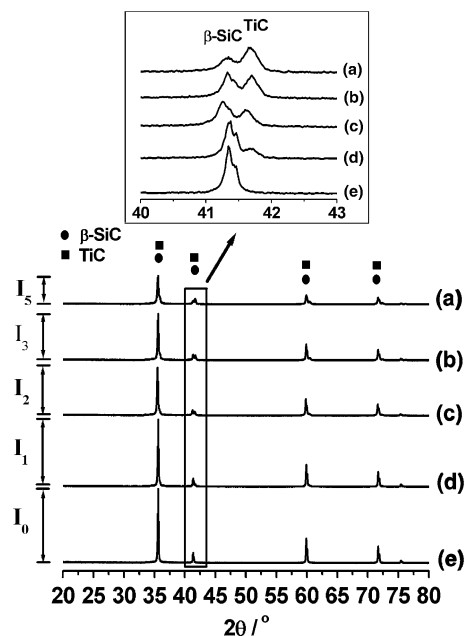 β-SiC TiC
(a)
(b)
(c)
(d)
(e)
40 41 42 43
● β-SiC
■ TiC
I5 (a)
I3 (b)
I2 (c)
I1 (d)
I0 (e)
20 25 30 35 40 45 50 55 60 65 70 75 80
2θ / °